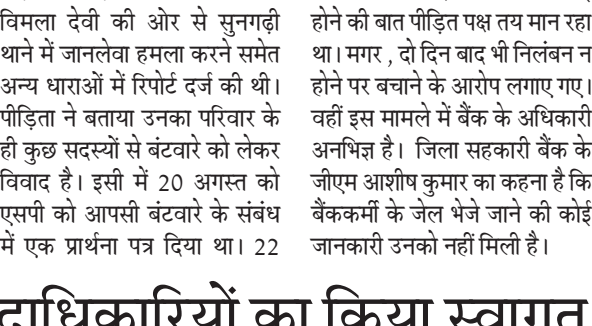 विमला देवी की ओर से सुनगढ़ी
थाने में जानलेवा हमला करने समेत
अन्य धाराओं में रिपोर्ट दर्ज की थी।
पीड़िता ने बताया उनका परिवार के
ही कुछ सदस्यों से बंटवारे को लेकर
विवाद है। इसी में 20 अगस्त को
एसपी को आपसी बंटवारे के संबंध
में एक प्रार्थना पत्र दिया था। 22
होने की बात पीड़ित पक्ष तय मान रहा
था। मगर , दो दिन बाद भी निलंबन न
होने पर बचाने के आरोप लगाए गए।
वहीं इस मामले में बैंक के अधिकारी
अनभिज्ञ है। जिला सहकारी बैंक के
जीएम आशीष कुमार का कहना है कि
बैंककर्मी के जेल भेजे जाने की कोई
जानकारी उनको नहीं मिली है।
दाधिकारियों का किया स्वागत